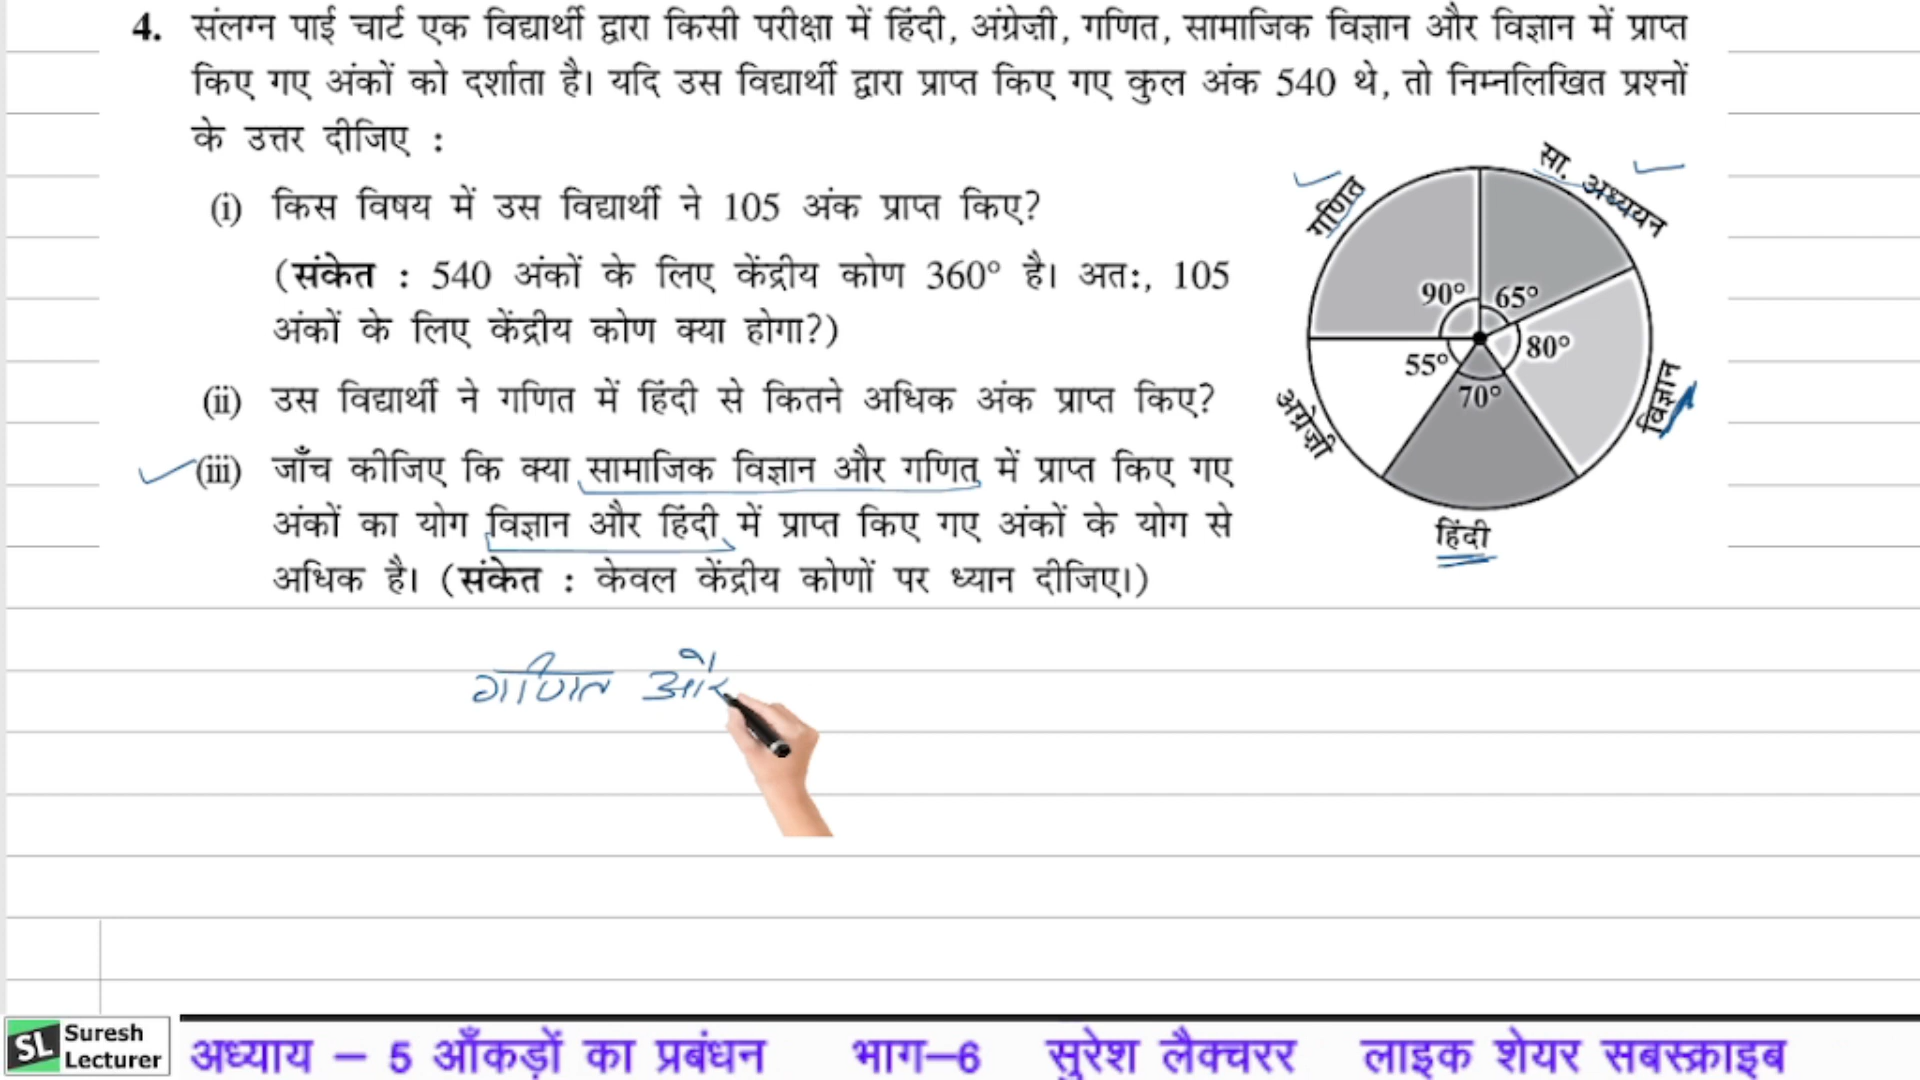 4. संलग्न पाई चार्ट एक विद्यार्थी द्वारा किसी परीक्षा में हिंदी, अंग्रेज़ी, गणित, सामाजिक विज्ञान और विज्ञान में प्राप्त
किए गए अंकों को दर्शाता है। यदि उस विद्यार्थी द्वारा प्राप्त किए गए कुल अंक 540 थे, तो निम्नलिखित प्रश्नों
के उत्तर दीजिए :
(i) किस विषय में उस विद्यार्थी ने 105 अंक प्राप्त किए?
(संकेत : 540 अंकों के लिए केंद्रीय कोण 360° है। अतः, 105
अंकों के लिए केंद्रीय कोण क्या होगा?)
(ii) उस विद्यार्थी ने गणित में हिंदी से कितने अधिक अंक प्राप्त किए?
(iii) जाँच कीजिए कि क्या सामाजिक विज्ञान और गणित में प्राप्त किए गए
अंकों का योग विज्ञान और हिंदी में प्राप्त किए गए अंकों के योग से
अधिक है। (संकेत : केवल केंद्रीय कोणों पर ध्यान दीजिए।)
गणित
सा. अध्ययन
90°
65°
80°
55°
70°
विज्ञान
अंग्रेज़ी
हिंदी
गणित और
SL
Suresh
Lecturer
अध्याय – 5 आँकड़ों का प्रबंधन भाग–6 सुरेश लैक्चरर लाइक शेयर सबस्क्राइब